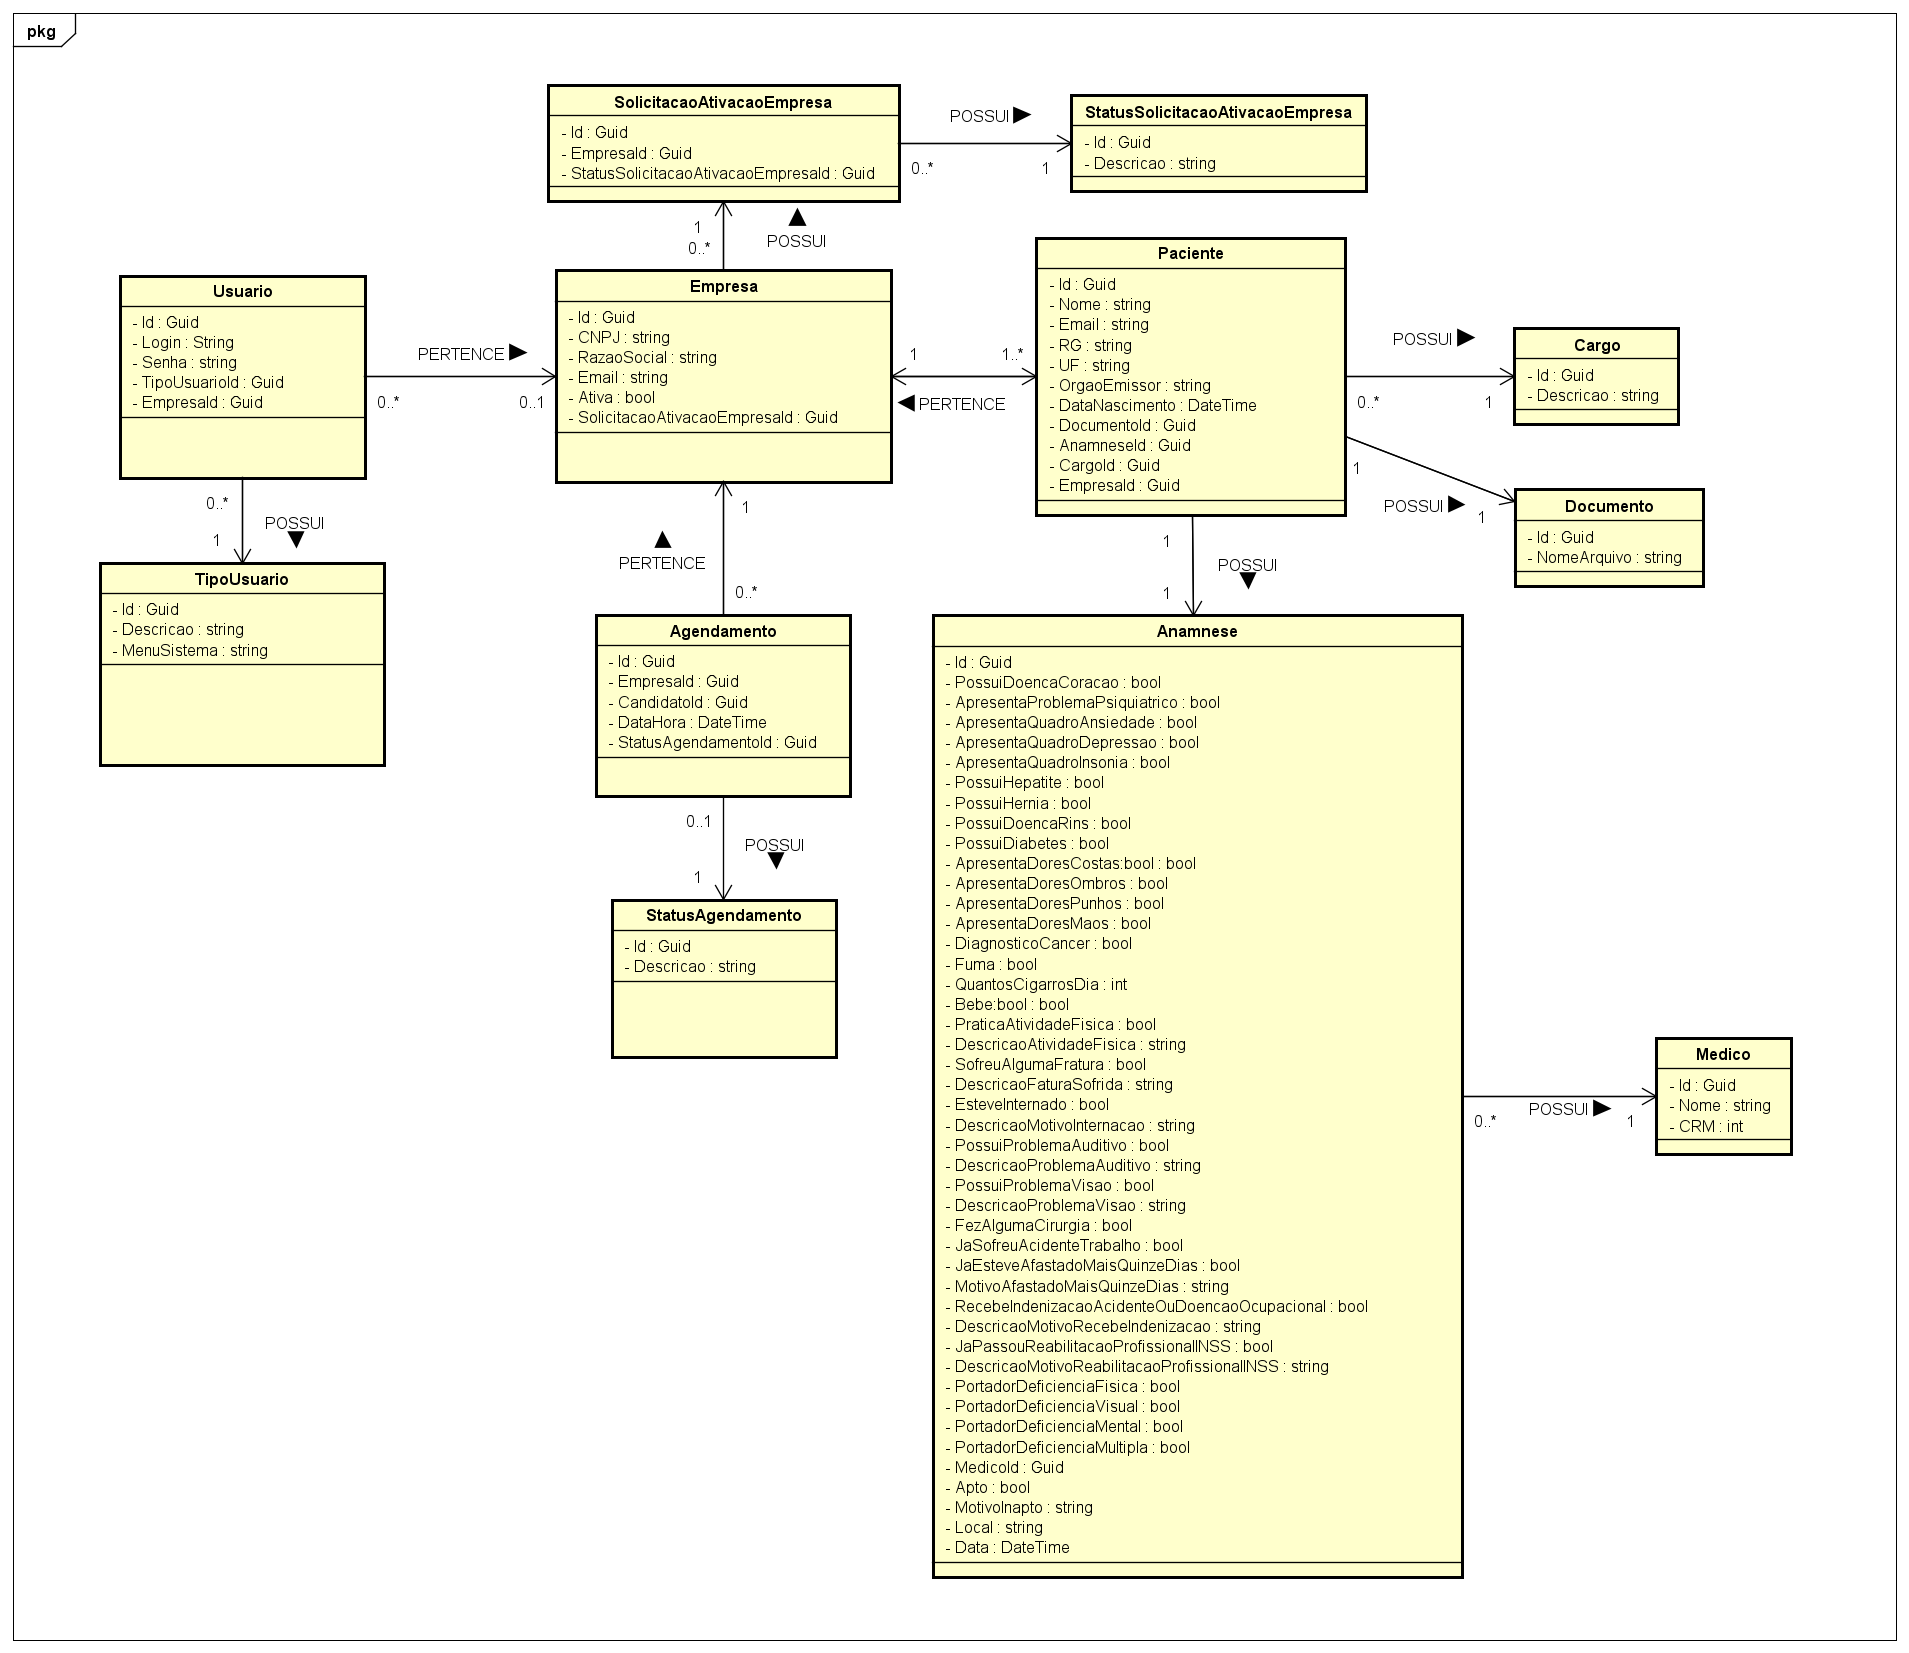 pkg
SolicitacaoAtivacaoEmpresa
- Id : Guid
- EmpresaId : Guid
- StatusSolicitacaoAtivacaoEmpresaId : Guid
POSSUI
0..*
1
StatusSolicitacaoAtivacaoEmpresa
- Id : Guid
- Descricao : string
1
0..*
POSSUI
Usuario
- Id : Guid
- Login : String
- Senha : string
- TipoUsuarioId : Guid
- EmpresaId : Guid
PERTENCE
0..*
0..1
Empresa
- Id : Guid
- CNPJ : string
- RazaoSocial : string
- Email : string
- Ativa : bool
- SolicitacaoAtivacaoEmpresaId : Guid
1
1..*
PERTENCE
Paciente
- Id : Guid
- Nome : string
- Email : string
- RG : string
- UF : string
- OrgaoEmissor : string
- DataNascimento : DateTime
- DocumentoId : Guid
- AnamneseId : Guid
- CargoId : Guid
- EmpresaId : Guid
POSSUI
0..*
1
Cargo
- Id : Guid
- Descricao : string
1
POSSUI
1
Documento
- Id : Guid
- NomeArquivo : string
0..*
POSSUI
1
TipoUsuario
- Id : Guid
- Descricao : string
- MenuSistema : string
1
PERTENCE
0..*
Agendamento
- Id : Guid
- EmpresaId : Guid
- CandidatoId : Guid
- DataHora : DateTime
- StatusAgendamentoId : Guid
0..1
POSSUI
1
StatusAgendamento
- Id : Guid
- Descricao : string
1
POSSUI
1
Anamnese
- Id : Guid
- PossuiDoencaCoracao : bool
- ApresentaProblemaPsiquiatrico : bool
- ApresentaQuadroAnsiedade : bool
- ApresentaQuadroDepressao : bool
- ApresentaQuadroInsonia : bool
- PossuiHepatite : bool
- PossuiHernia : bool
- PossuiDoencaRins : bool
- PossuiDiabetes : bool
- ApresentaDoresCostas:bool : bool
- ApresentaDoresOmbros : bool
- ApresentaDoresPunhos : bool
- ApresentaDoresMaos : bool
- DiagnosticoCancer : bool
- Fuma : bool
- QuantosCigarrosDia : int
- Bebe:bool : bool
- PraticaAtividadeFisica : bool
- DescricaoAtividadeFisica : string
- SofreuAlgumaFratura : bool
- DescricaoFaturaSofrida : string
- EsteveInternado : bool
- DescricaoMotivoInternacao : string
- PossuiProblemaAuditivo : bool
- DescricaoProblemaAuditivo : string
- PossuiProblemaVisao : bool
- DescricaoProblemaVisao : string
- FezAlgumaCirurgia : bool
- JaSofreuAcidenteTrabalho : bool
- JaEsteveAfastadoMaisQuinzeDias : bool
- MotivoAfastadoMaisQuinzeDias : string
- RecebeIndenizacaoAcidenteOuDoencaoOcupacional : bool
- DescricaoMotivoRecebeIndenizacao : string
- JaPassouReabilitacaoProfissionalINSS : bool
- DescricaoMotivoReabilitacaoProfissionalINSS : string
- PortadorDeficienciaFisica : bool
- PortadorDeficienciaVisual : bool
- PortadorDeficienciaMental : bool
- PortadorDeficienciaMultipla : bool
- MedicoId : Guid
- Apto : bool
- MotivoInapto : string
- Local : string
- Data : DateTime
0..*
POSSUI
1
Medico
- Id : Guid
- Nome : string
- CRM : int